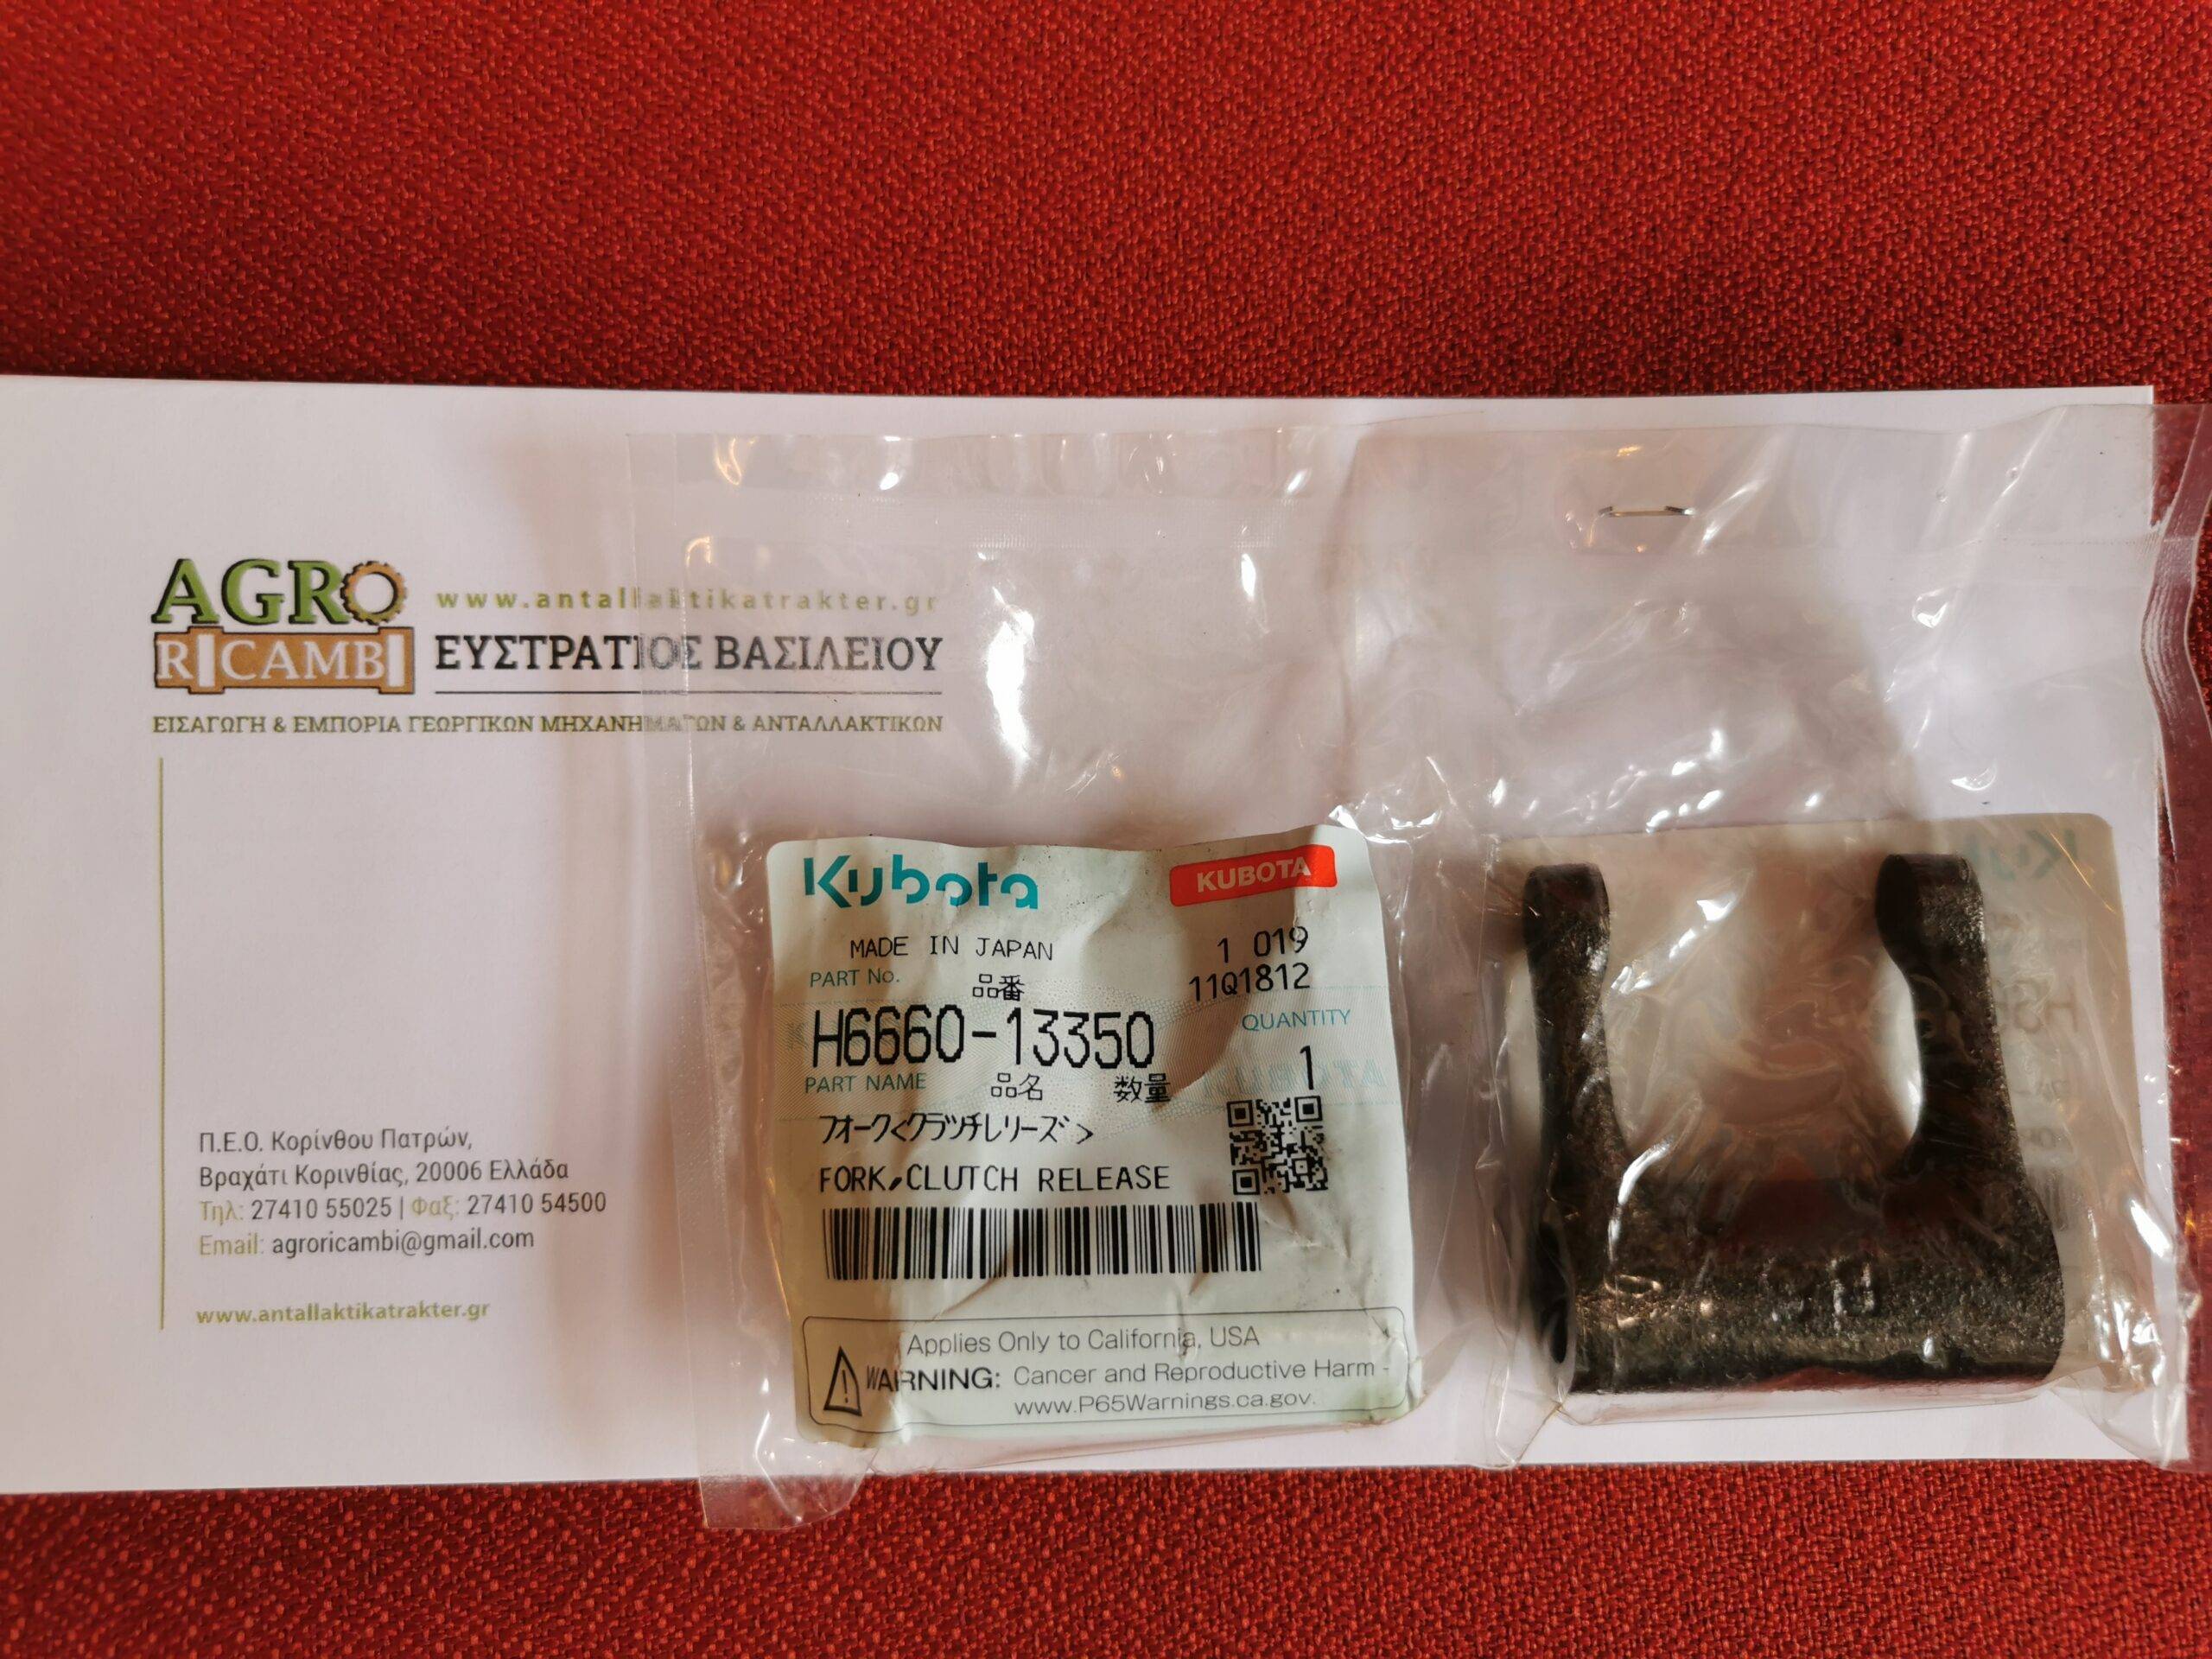 AGRO
RICAMBI
www.antallaktikatrakter.gr
ΕΥΣΤΡΑΤΙΟΣ ΒΑΣΙΛΕΙΟΥ
ΕΙΣΑΓΩΓΗ & ΕΜΠΟΡΙΑ ΓΕΩΡΓΙΚΩΝ ΜΗΧΑΝΗΜΑΤΩΝ & ΑΝΤΑΛΛΑΚΤΙΚΩΝ
Π.Ε.Ο. Κορίνθου Πατρών,
Βραχάτι Κορινθίας, 20006 Ελλάδα
Τηλ: 27410 55025 | Φαξ: 27410 54500
Email: agroricambi@gmail.com
www.antallaktikatrakter.gr
Kubota
KUBOTA
MADE IN JAPAN
1 019
PART No. 品番
11Q1812
H6660-13350
QUANTITY
PART NAME 品名 数量
1
フオーク<クラツチレリーズ>
FORK,CLUTCH RELEASE
Applies Only to California, USA
WARNING: Cancer and Reproductive Harm -
www.P65Warnings.ca.gov.